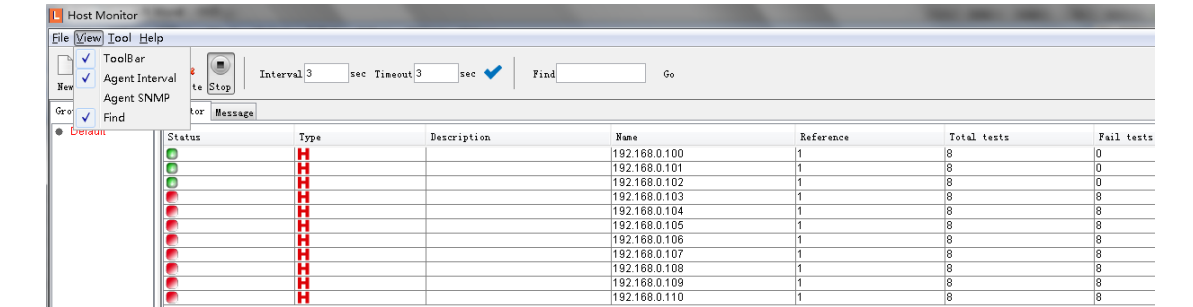 Host Monitor
File View Tool Help
ToolBar
Agent Interval
Agent SNMP
Find
New
te Stop
Interval 3 sec Timeout 3 sec Find Go
Gro
tor Message
Default
Status Type Description Name Reference Total tests Fail tests
H 192.168.0.100 1 8 0
H 192.168.0.101 1 8 0
H 192.168.0.102 1 8 0
H 192.168.0.103 1 8 8
H 192.168.0.104 1 8 8
H 192.168.0.105 1 8 8
H 192.168.0.106 1 8 8
H 192.168.0.107 1 8 8
H 192.168.0.108 1 8 8
H 192.168.0.109 1 8 8
H 192.168.0.110 1 8 8